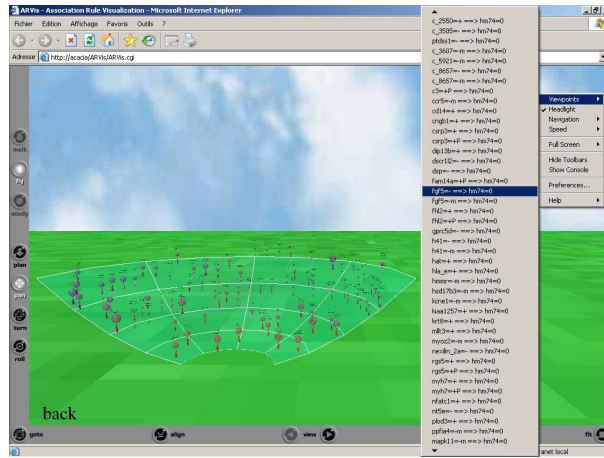 ARVis - Association Rule Visualization - Microsoft Internet Explorer
Fichier Edition Affichage Favoris Outils ?
Adresse http://acacia/ARVis/ARVis.cgi
c_2550=+ ==> hm74=0
c_3505=- ==> hm74=0
ptdss1=- ==> hm74=0
c_3607=-m ==> hm74=0
c_5921=-m ==> hm74=0
c_8657=- ==> hm74=0
c_8657=-m ==> hm74=0
c3=+P ==> hm74=0
ccr5=-m ==> hm74=0
cd14=+ ==> hm74=0
cngb1=+ ==> hm74=0
csrp3=+ ==> hm74=0
csrp3=+P ==> hm74=0
dip13b=+ ==> hm74=0
dscr1l2=- ==> hm74=0
dsp=- ==> hm74=0
fam14a=+P ==> hm74=0
fgf5=- ==> hm74=0
fgf5=-m ==> hm74=0
fhl2=+ ==> hm74=0
fhl2=+P ==> hm74=0
gprc5d=- ==> hm74=0
h41=- ==> hm74=0
h41=-m ==> hm74=0
hat=+ ==> hm74=0
hla_e=+ ==> hm74=0
hmmr=-m ==> hm74=0
hsd17b3=-m ==> hm74=0
kcne1=-m ==> hm74=0
kiaa1257=+ ==> hm74=0
krt8=+ ==> hm74=0
mllt3=+ ==> hm74=0
myoz2=-m ==> hm74=0
nexilin_2a=- ==> hm74=0
rgs5=+ ==> hm74=0
rgs5=+P ==> hm74=0
myh7=+ ==> hm74=0
myh7=+P ==> hm74=0
nfatc1=+ ==> hm74=0
nt5e=- ==> hm74=0
plod3=+ ==> hm74=0
ppfia4=-m ==> hm74=0
mapk11=-m ==> hm74=0
Viewpoints
Headlight
Navigation
Speed
Full Screen
Hide Toolbars
Show Console
Preferences...
Help
walk
fly
study
plan
pan
turn
roll
back
goto align view fit
anet local